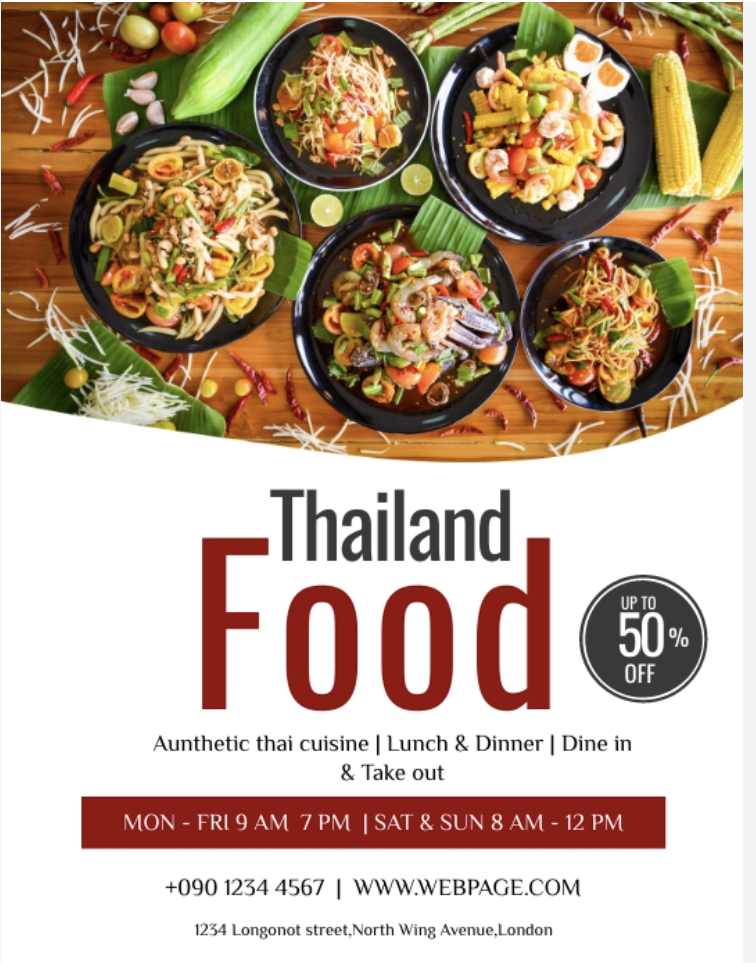 Thailand
Food
UP TO
50%
OFF
Aunthetic thai cuisine | Lunch & Dinner | Dine in
& Take out
MON - FRI 9 AM  7 PM  | SAT & SUN 8 AM - 12 PM
+090 1234 4567  |  WWW.WEBPAGE.COM
1234 Longonot street,North Wing Avenue,London